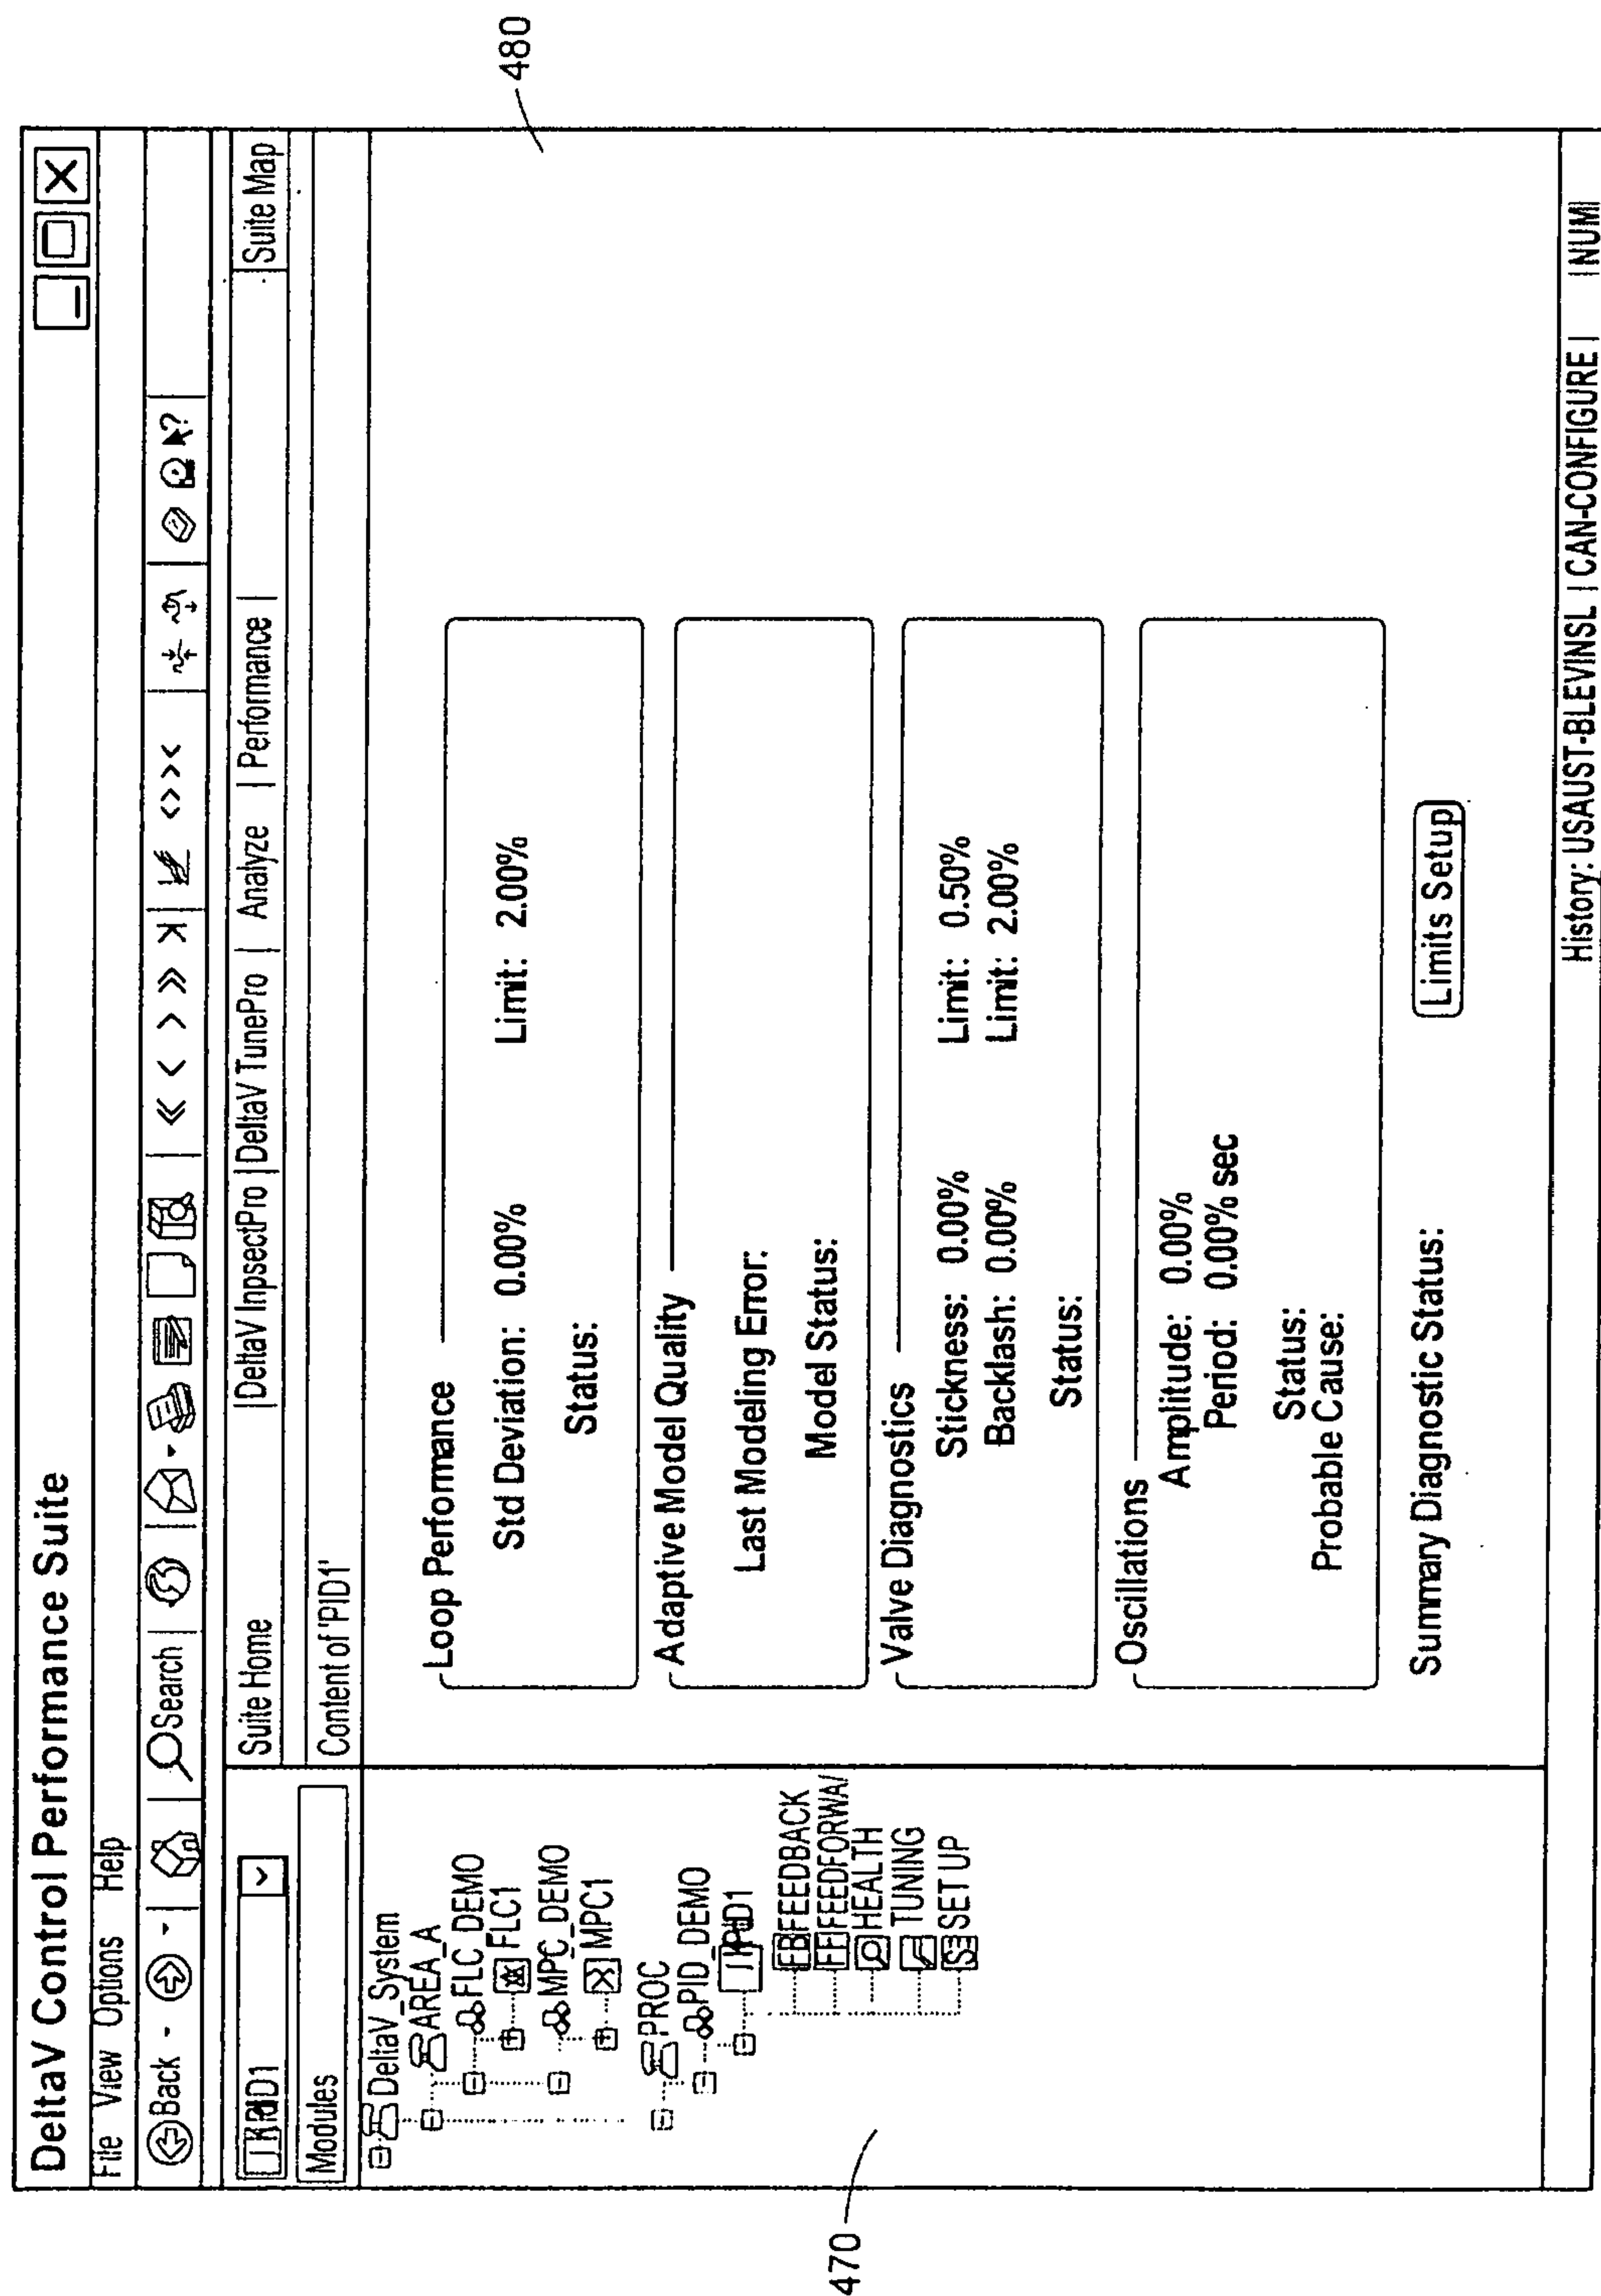 DeltaV Control Performance Suite
File View Options Help
Back
Search
PID1
Suite Home |DeltaV InpsectPro |DeltaV TunePro | Analyze | Performance | Suite Map
Modules
Content of 'PID1'
DeltaV_System
AREA_A
FLC_DEMO
FLC1
MPC_DEMO
MPC1
PROC
PID_DEMO
PID1
FB FEEDBACK
FF FEEDFORWA/
HEALTH
TUNING
SET UP
Loop Performance
Std Deviation: 0.00% Limit: 2.00%
Status:
Adaptive Model Quality
Last Modeling Error:
Model Status:
Valve Diagnostics
Stickness: 0.00% Limit: 0.50%
Backlash: 0.00% Limit: 2.00%
Status:
Oscillations
Amplitude: 0.00%
Period: 0.00% sec
Status:
Probable Cause:
Summary Diagnostic Status: Limits Setup
History: USAUST-BLEVINSL | CAN-CONFIGURE | |NUM|
470
480